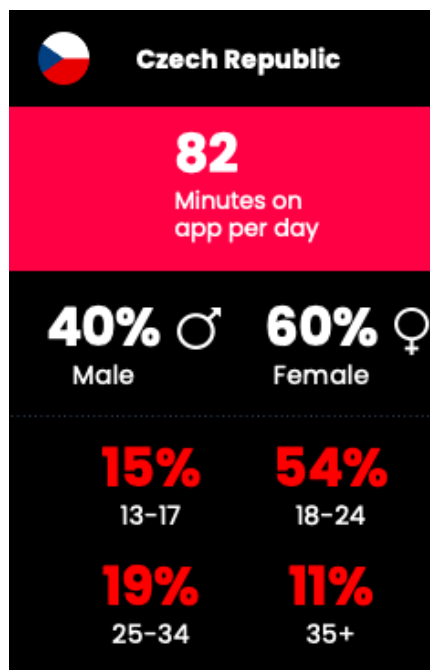 Czech Republic
82
Minutes on
app per day
40% ♂ 60% ♀
Male Female
15% 54%
13-17 18-24
19% 11%
25-34 35+